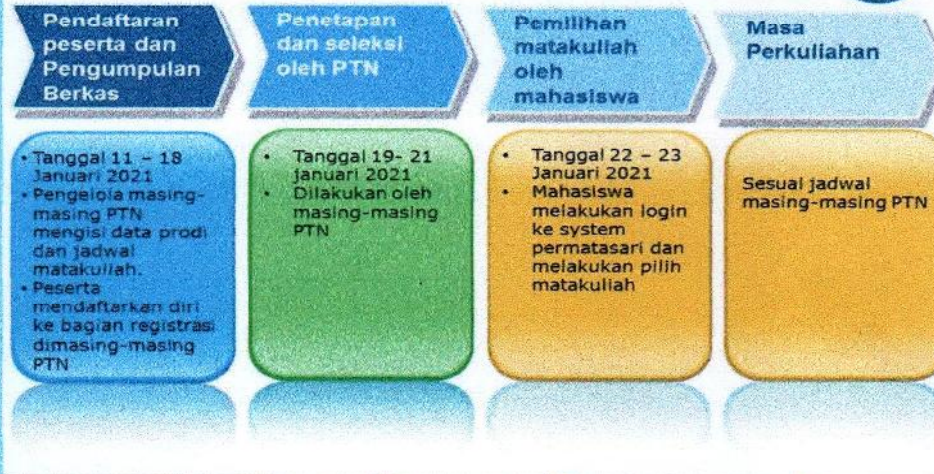 Pendaftaran
peserta dan
Pengumpulan
Berkas
• Tanggal 11 – 18
Januari 2021
• Pengelola masing-
masing PTN
mengisi data prodi
dan jadwal
matakuliah.
• Peserta
mendaftarkan diri
ke bagian registrasi
dimasing-masing
PTN
Penetapan
dan seleksi
oleh PTN
• Tanggal 19- 21
januari 2021
• Dilakukan oleh
masing-masing
PTN
Pemilihan
matakuliah
oleh
mahasiswa
• Tanggal 22 – 23
Januari 2021
• Mahasiswa
melakukan login
ke system
permatasari dan
melakukan pilih
matakuliah
Masa
Perkuliahan
Sesuai jadwal
masing-masing PTN